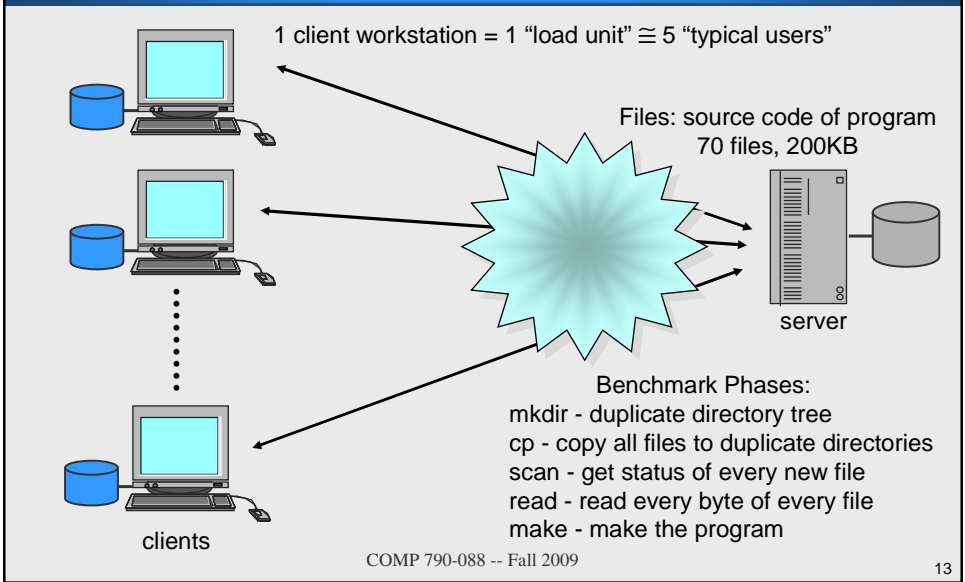 1 client workstation = 1 “load unit” ≅ 5 “typical users”
Files: source code of program
70 files, 200KB
server
Benchmark Phases:
mkdir - duplicate directory tree
cp - copy all files to duplicate directories
scan - get status of every new file
read - read every byte of every file
make - make the program
clients
COMP 790-088 -- Fall 2009
13